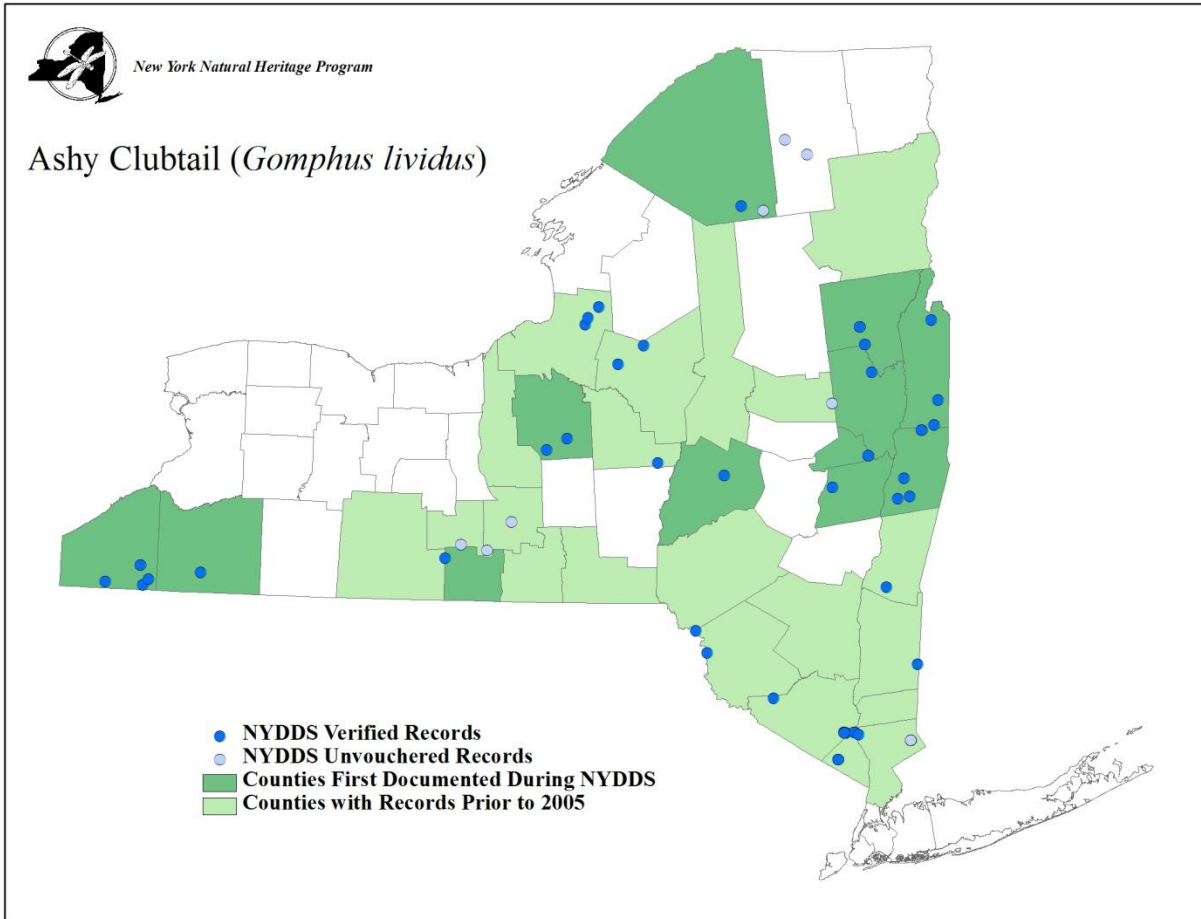 New York Natural Heritage Program
Ashy Clubtail (Gomphus lividus)
NYDDS Verified Records
NYDDS Unvouchered Records
Counties First Documented During NYDDS
Counties with Records Prior to 2005